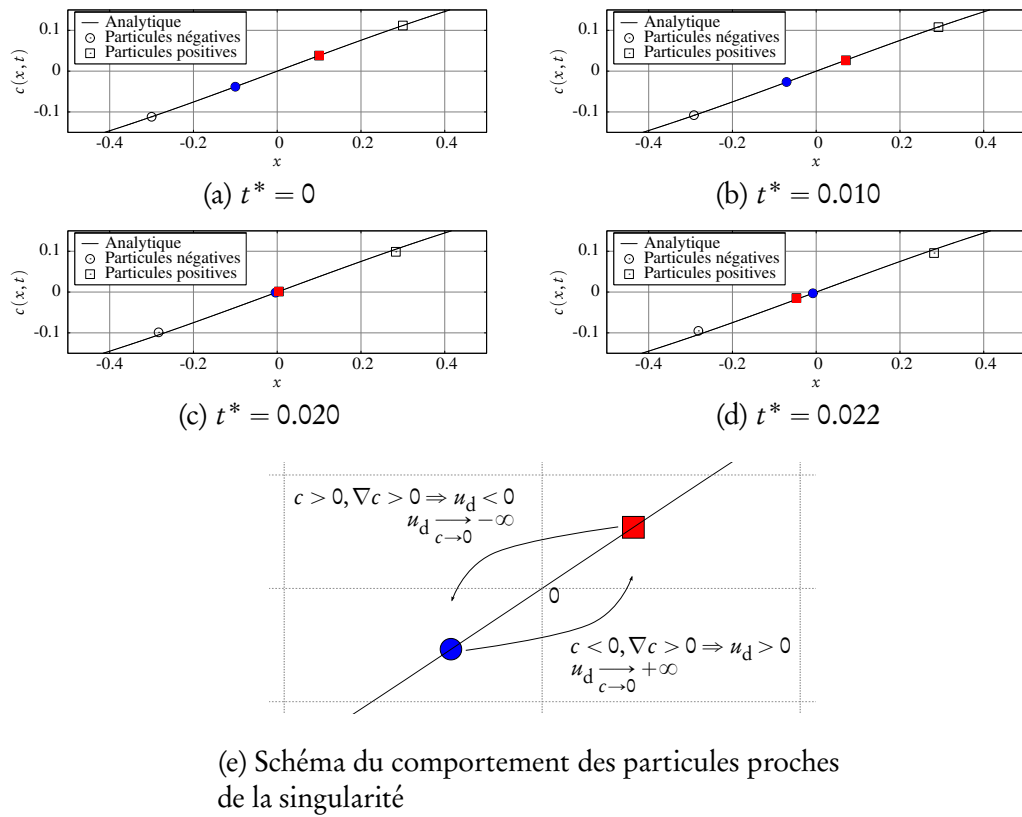 0.1
0
-0.1
c(x,t)
Analytique
Particules négatives
Particules positives
-0.4 -0.2 0 0.2 0.4
x
(a) t* = 0
0.1
0
-0.1
c(x,t)
Analytique
Particules négatives
Particules positives
-0.4 -0.2 0 0.2 0.4
x
(b) t* = 0.010
0.1
0
-0.1
c(x,t)
Analytique
Particules négatives
Particules positives
-0.4 -0.2 0 0.2 0.4
x
(c) t* = 0.020
0.1
0
-0.1
c(x,t)
Analytique
Particules négatives
Particules positives
-0.4 -0.2 0 0.2 0.4
x
(d) t* = 0.022
c > 0, ∇c > 0 ⇒ u_d < 0
u_d ⟶ −∞
c→0
0
c < 0, ∇c > 0 ⇒ u_d > 0
u_d ⟶ +∞
c→0
(e) Schéma du comportement des particules proches
de la singularité